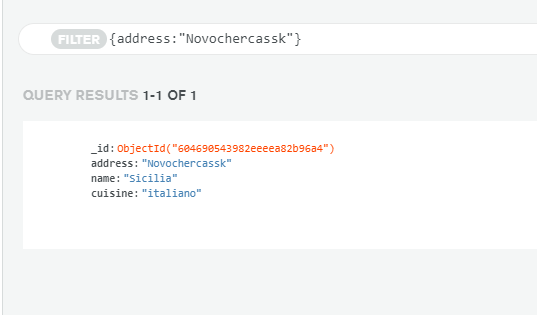 FILTER {address:"Novochercassk"}
QUERY RESULTS 1-1 OF 1
_id: ObjectId("604690543982eeeea82b96a4")
address: "Novochercassk"
name: "Sicilia"
cuisine: "italiano"